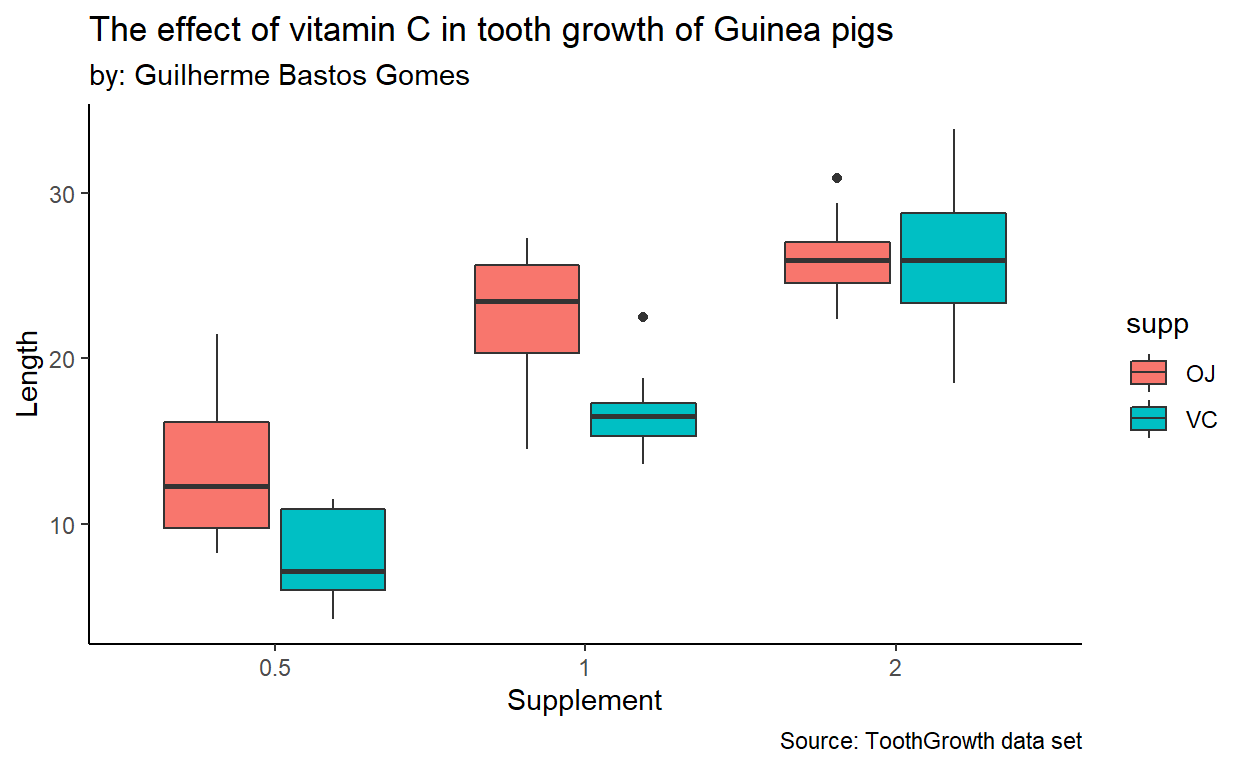 The effect of vitamin C in tooth growth of Guinea pigs
by: Guilherme Bastos Gomes
Length
30
20
10
0.5
1
2
Supplement
supp
OJ
VC
Source: ToothGrowth data set